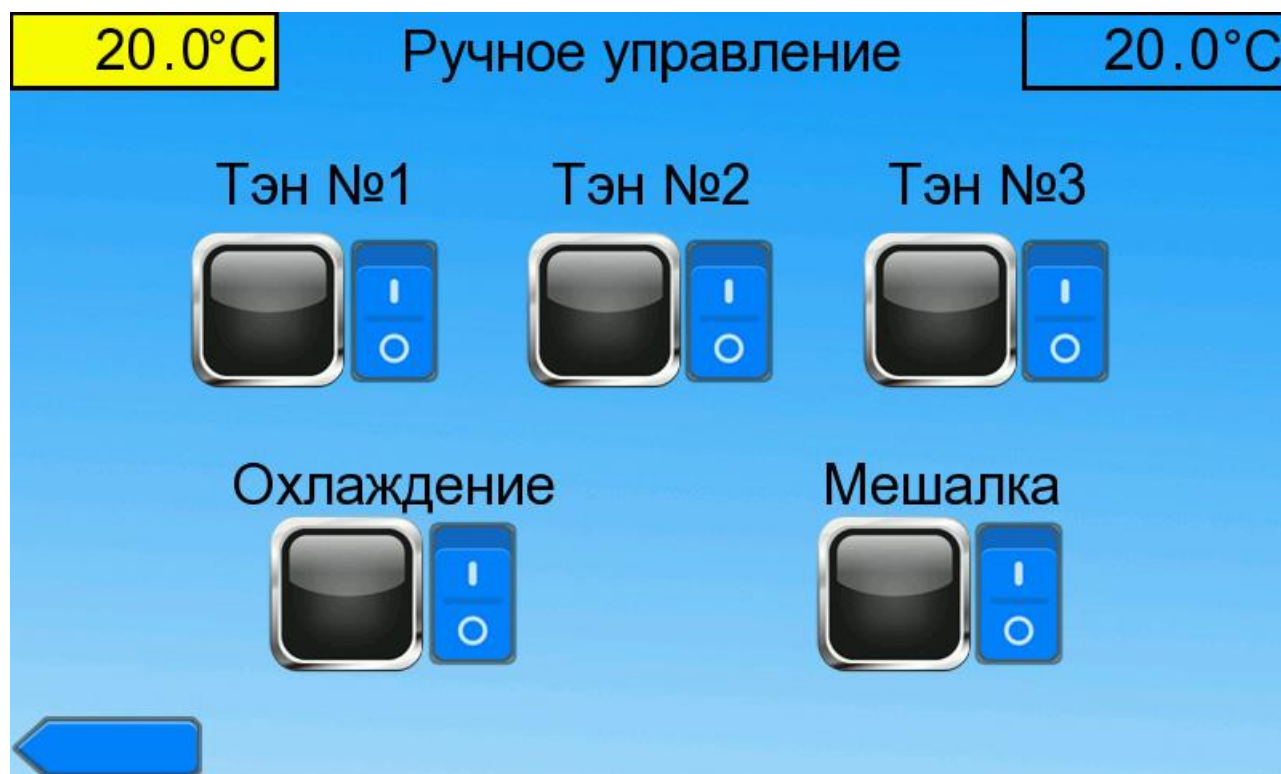 20.0°C Ручное управление 20.0°C
Тэн №1 Тэн №2 Тэн №3
I I I
O O O
Охлаждение Мешалка
I I
O O